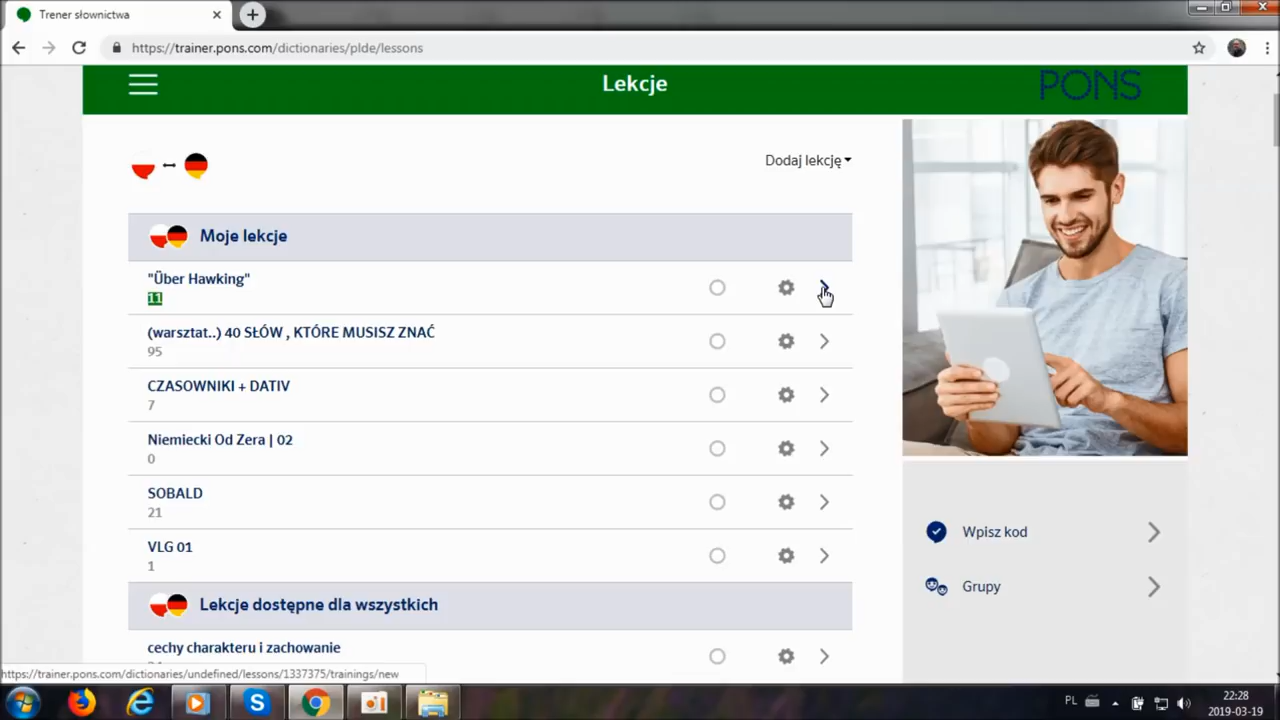 Trener słownictwa
https://trainer.pons.com/dictionaries/plde/lessons
Lekcje
PONS
Dodaj lekcję
Moje lekcje
"Über Hawking"
11
(warsztat..) 40 SŁÓW , KTÓRE MUSISZ ZNAĆ
95
CZASOWNIKI + DATIV
7
Niemiecki Od Zera | 02
0
SOBALD
21
VLG 01
1
Lekcje dostępne dla wszystkich
cechy charakteru i zachowanie
Wpisz kod
Grupy
https://trainer.pons.com/dictionaries/undefined/lessons/1337375/trainings/new
PL
22:28
2019-03-19